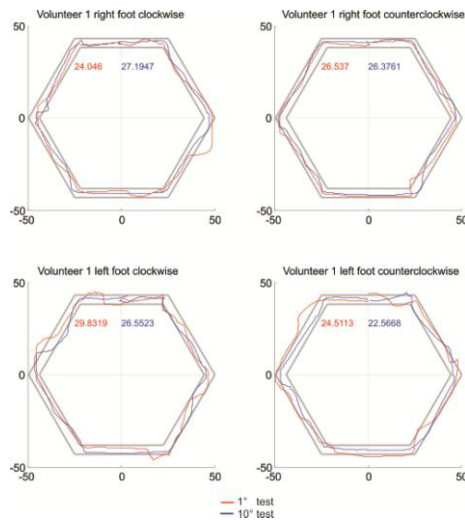 Volunteer 1 right foot clockwise
Volunteer 1 right foot counterclockwise
50
24.046 27.1947
26.537 26.3761
0
0
-50
-50
-50 0 50
-50 0 50
Volunteer 1 left foot clockwise
Volunteer 1 left foot counterclockwise
50
50
29.8319 26.5523
24.5113 22.5668
0
0
-50
-50
-50 0 50
-50 0 50
1° test
10° test